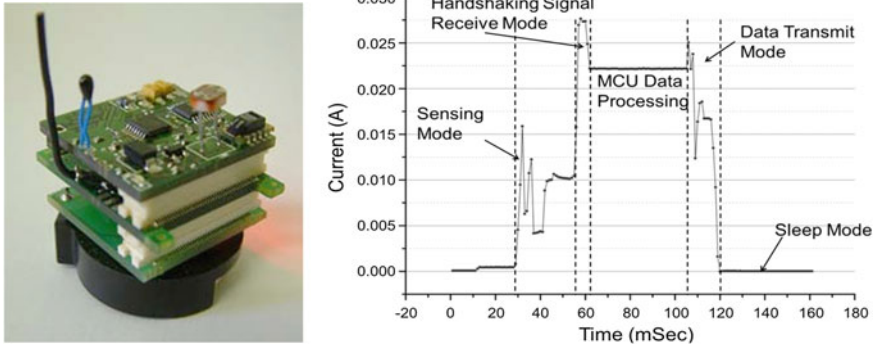 0.030
Handshaking Signal
Receive Mode
0.025
Data Transmit
Mode
MCU Data
Processing
0.020
Sensing
Mode
0.015
Current (A)
0.010
0.005
Sleep Mode
0.000
-20 0 20 40 60 80 100 120 140 160 180
Time (mSec)